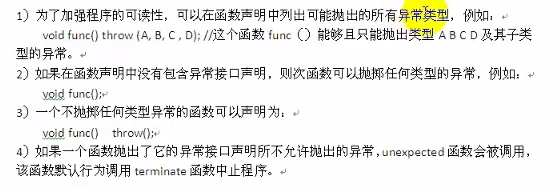 1）为了加强程序的可读性，可以在函数声明中列出可能抛出的所有异常类型，例如：
void func() throw (A, B, C , D); //这个函数 func（）能够且只能抛出类型 A B C D 及其子类
型的异常。
2）如果在函数声明中没有包含异常接口声明，则次函数可以抛掷任何类型的异常，例如：
void func();
3）一个不抛掷任何类型异常的函数可以声明为：
void func() throw();
4）如果一个函数抛出了它的异常接口声明所不允许抛出的异常，unexpected 函数会被调用，
该函数默认行为调用 terminate 函数中止程序。